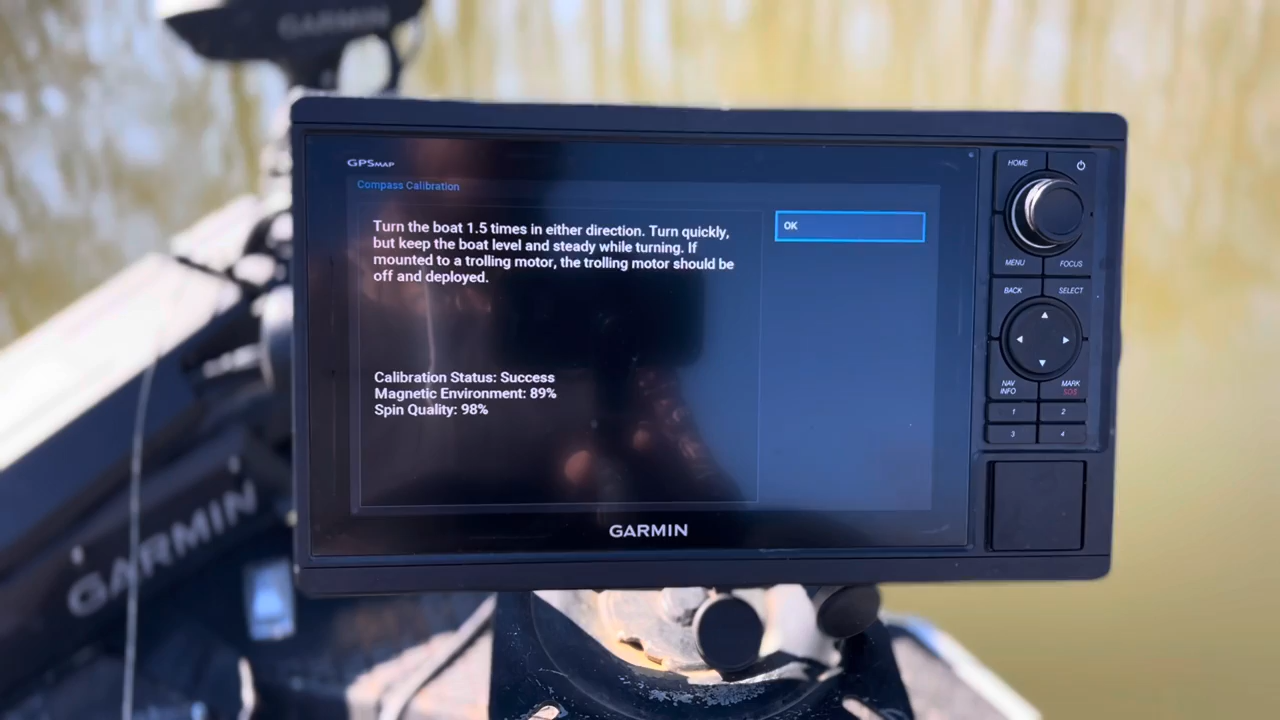 GARMIN
GPSMAP
Compass Calibration
Turn the boat 1.5 times in either direction. Turn quickly,
but keep the boat level and steady while turning. If
mounted to a trolling motor, the trolling motor should be
off and deployed.
OK
Calibration Status: Success
Magnetic Environment: 89%
Spin Quality: 98%
GARMIN
HOME
MENU
FOCUS
BACK
SELECT
NAV
INFO
MARK
SOS
1
2
3
4
GARMIN